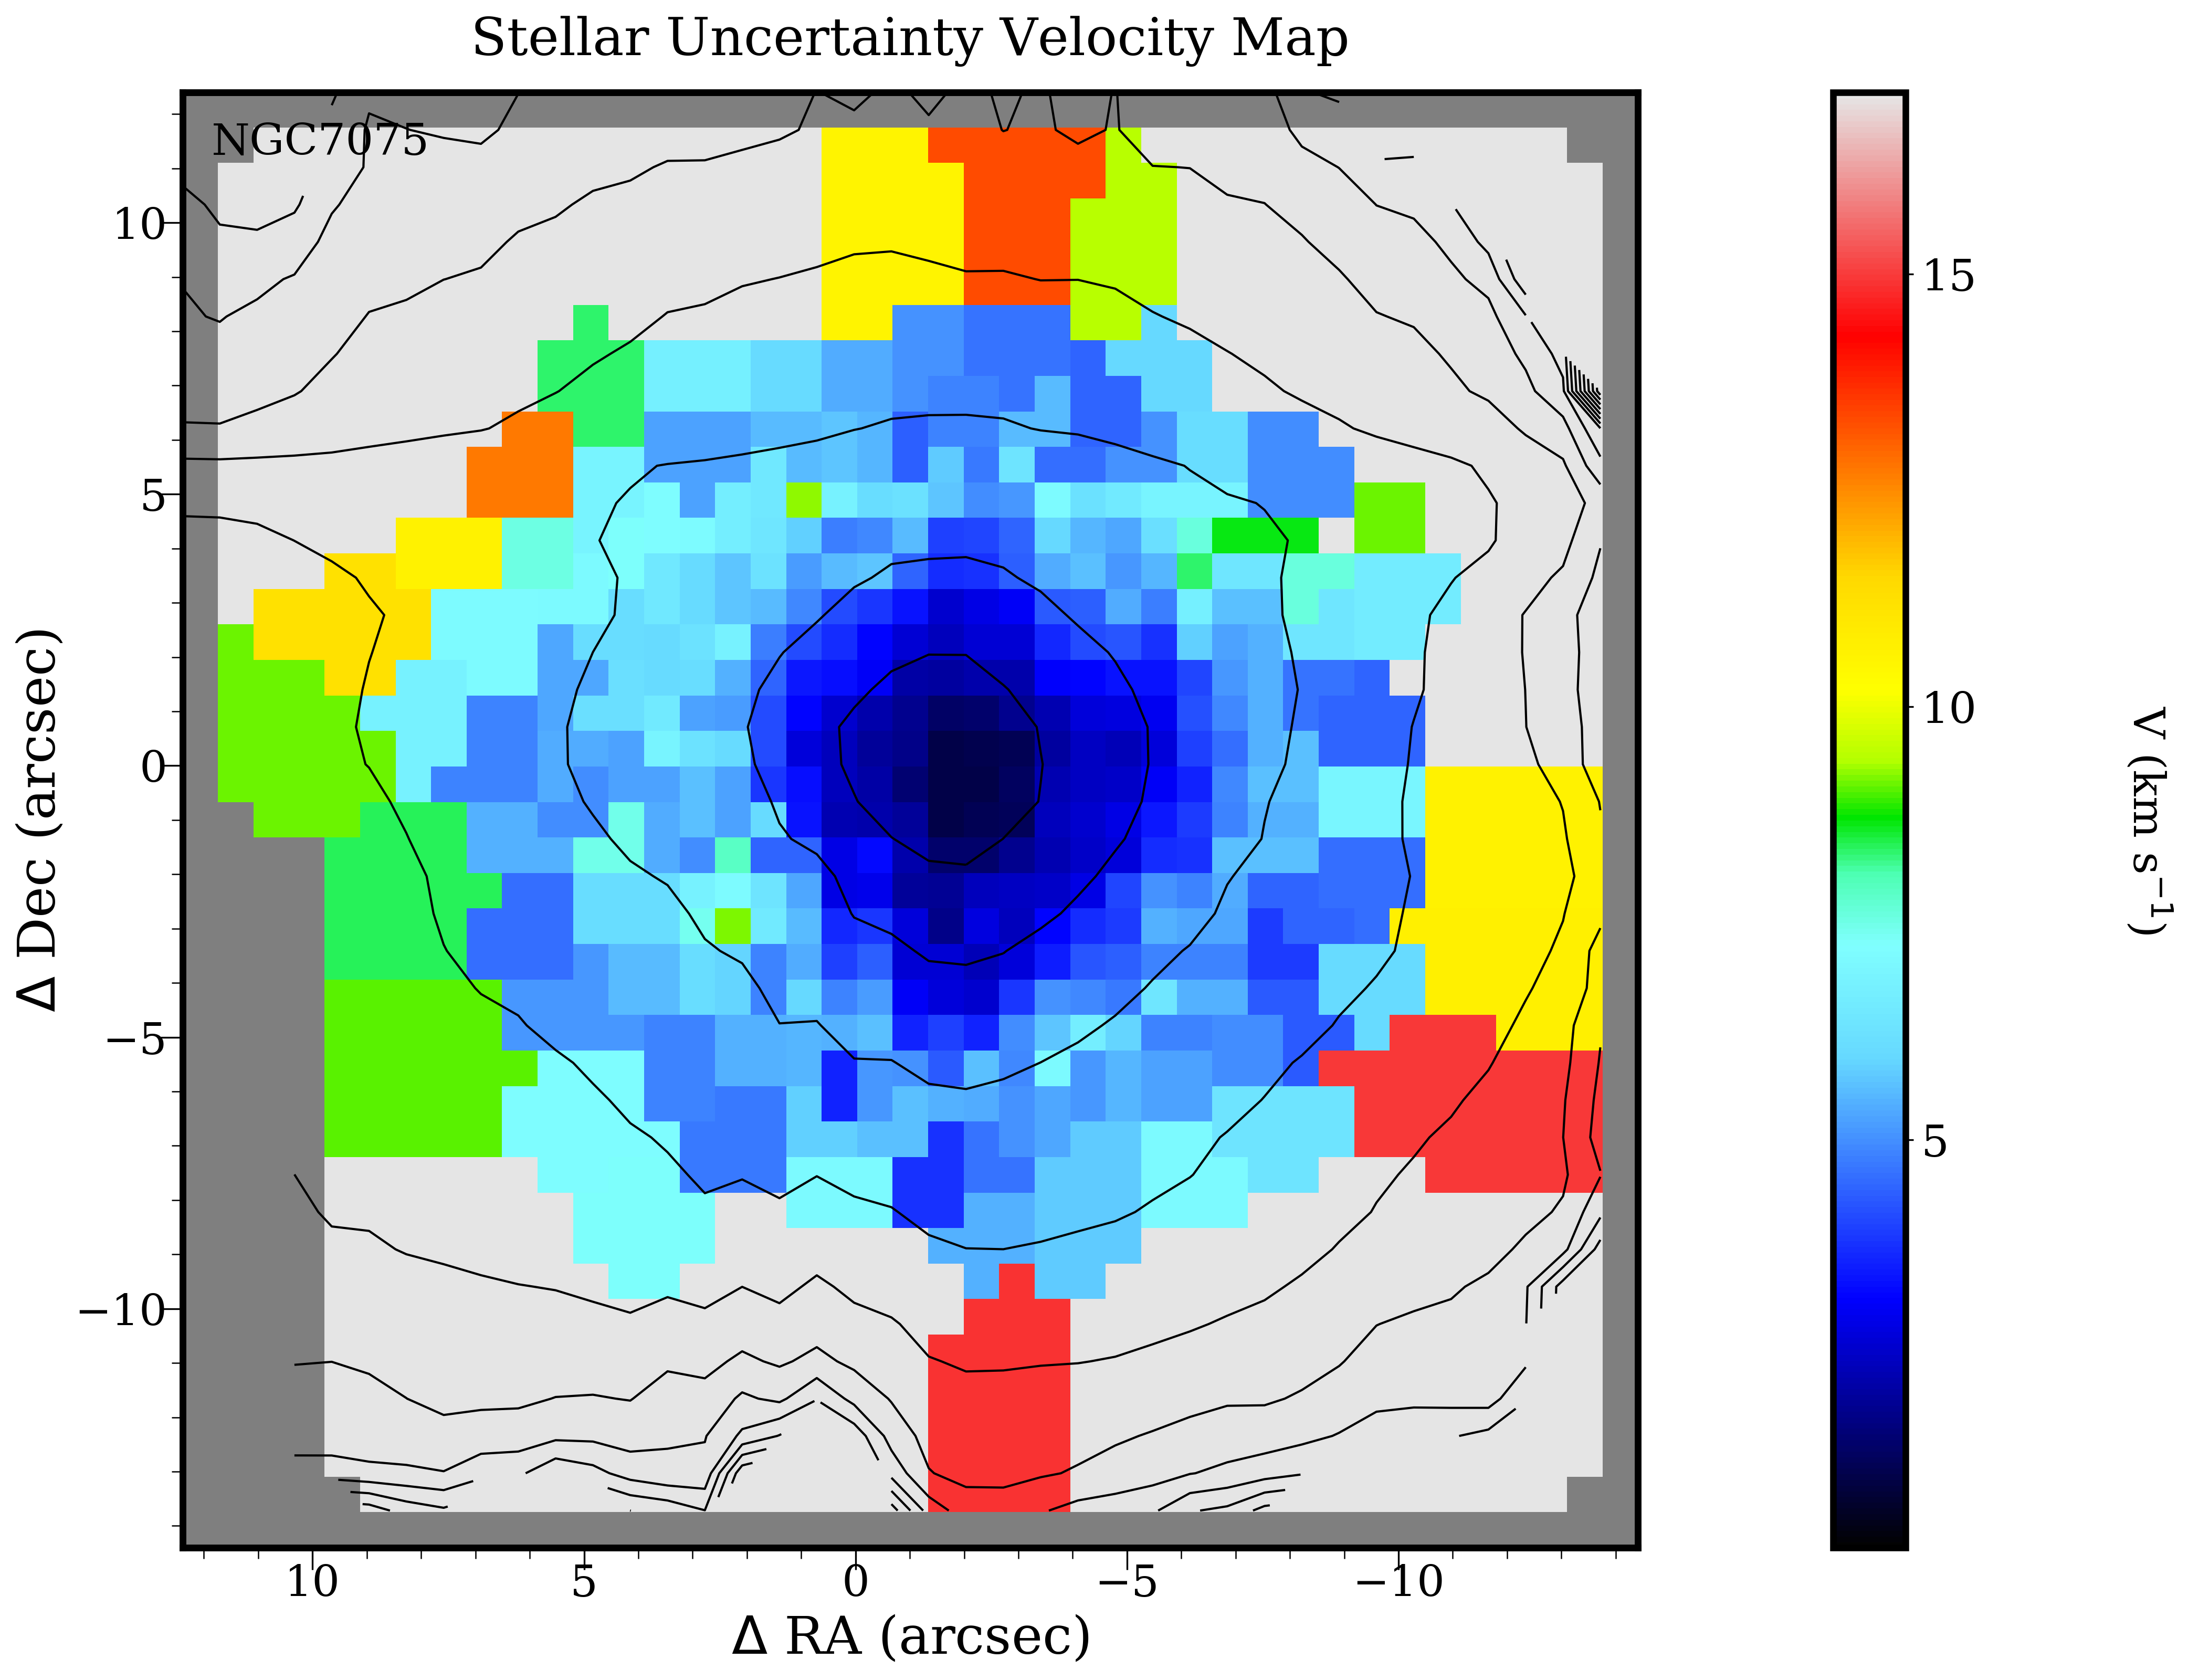 Stellar Uncertainty Velocity Map
NGC7075
10
5
0
−5
−10
Δ Dec (arcsec)
10
5
0
−5
−10
Δ RA (arcsec)
15
10
5
V (km s⁻¹)